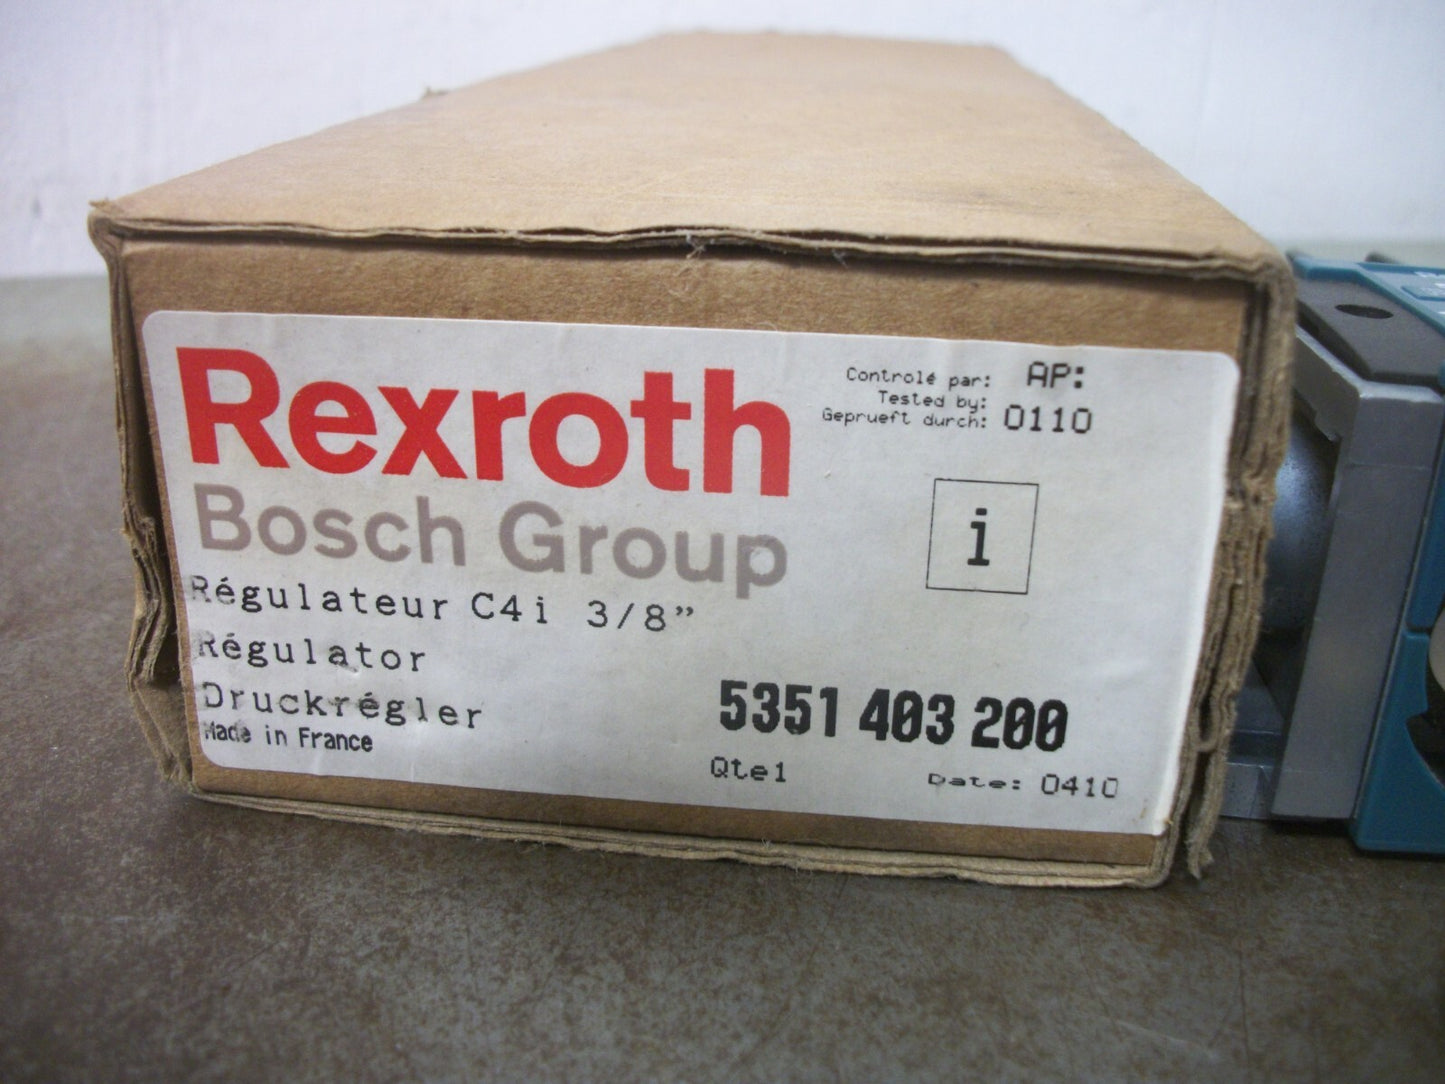 Rexroth
Bosch Group
Controlé par: AP:
Tested by:
Geprueft durch: 0110
i
Régulateur C4i 3/8”
Régulator
Druckrégler
Made in France
5351 403 200
Qte1
Date: 0410